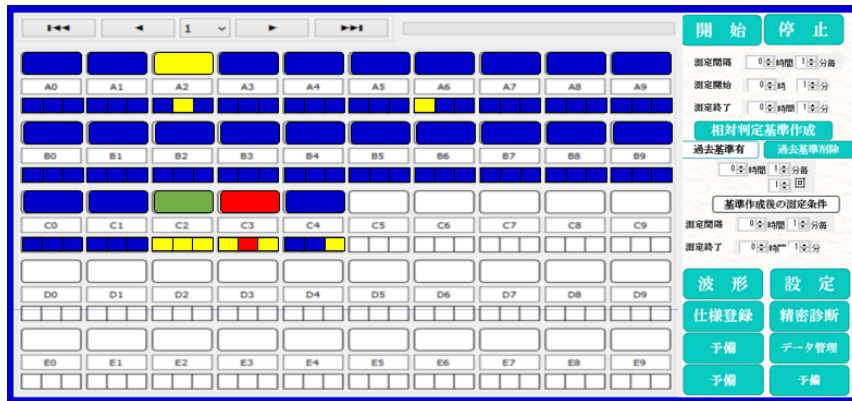 1
A0 A1 A2 A3 A4 A5 A6 A7 A8 A9
B0 B1 B2 B3 B4 B5 B6 B7 B8 B9
C0 C1 C2 C3 C4 C5 C6 C7 C8 C9
D0 D1 D2 D3 D4 D5 D6 D7 D8 D9
E0 E1 E2 E3 E4 E5 E6 E7 E8 E9
開 始 停 止
測定間隔 0 時間 1 分毎
測定開始 0 時 1 分
測定終了 0 時間 1 分
相対判定基準作成
過去基準有 過去基準削除
0 時間 1 分毎
1 回
基準作成後の測定条件
測定間隔 0 時間 1 分毎
測定終了 0 時間 1 分
波 形 設 定
仕様登録 精密診断
予備 データ管理
予備 予備